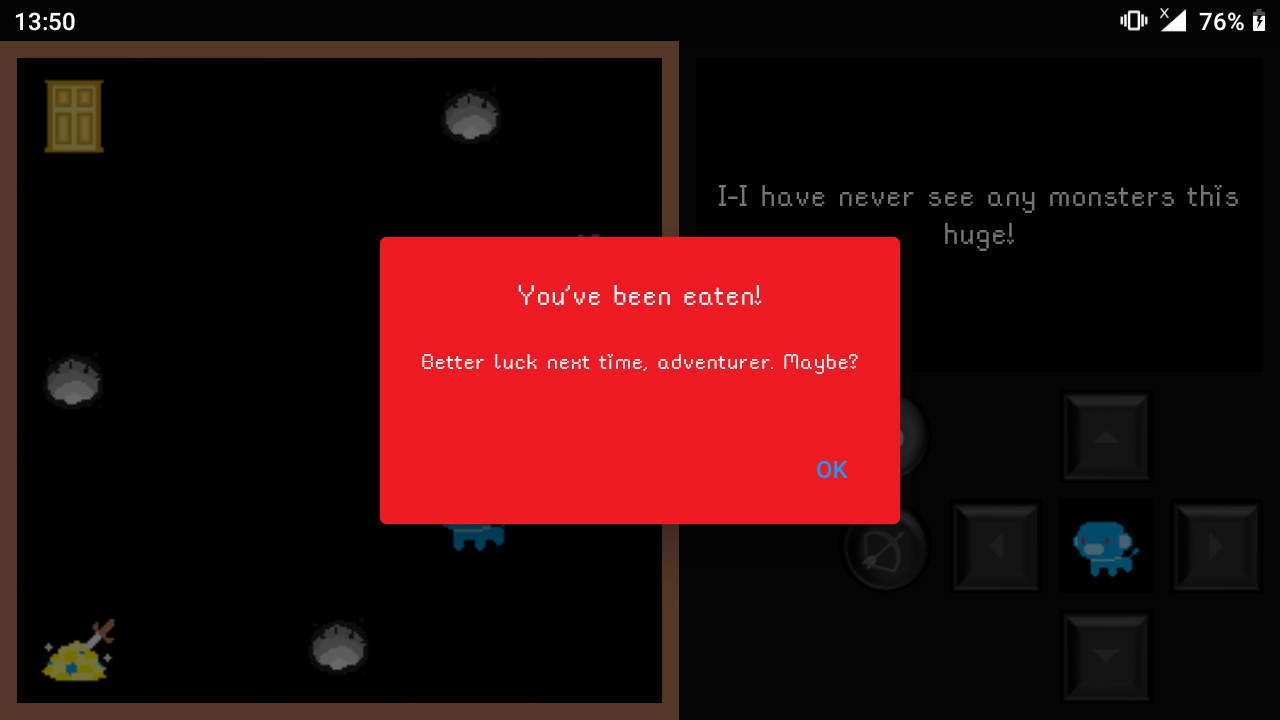 13:50
X
76%
I-I have never see any monsters this
huge!
You've been eaten!
Better luck next time, adventurer. Maybe?
OK